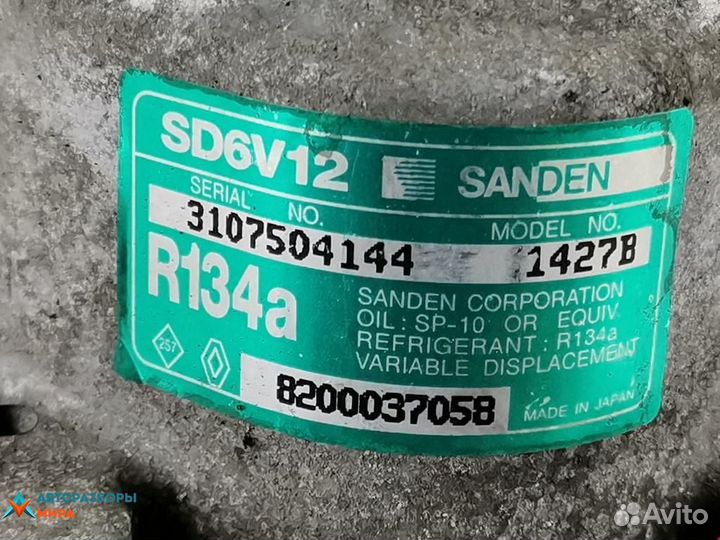 SD6V12 SANDEN
SERIAL NO.
MODEL NO.
3107504144
1427B
R134a
SANDEN CORPORATION
OIL : SP-10 OR EQUIV.
REFRIGERANT : R134a
VARIABLE DISPLACEMENT
257
8200037058
MADE IN JAPAN
АВТОРАЗБОРЫ
МИРА
Avito